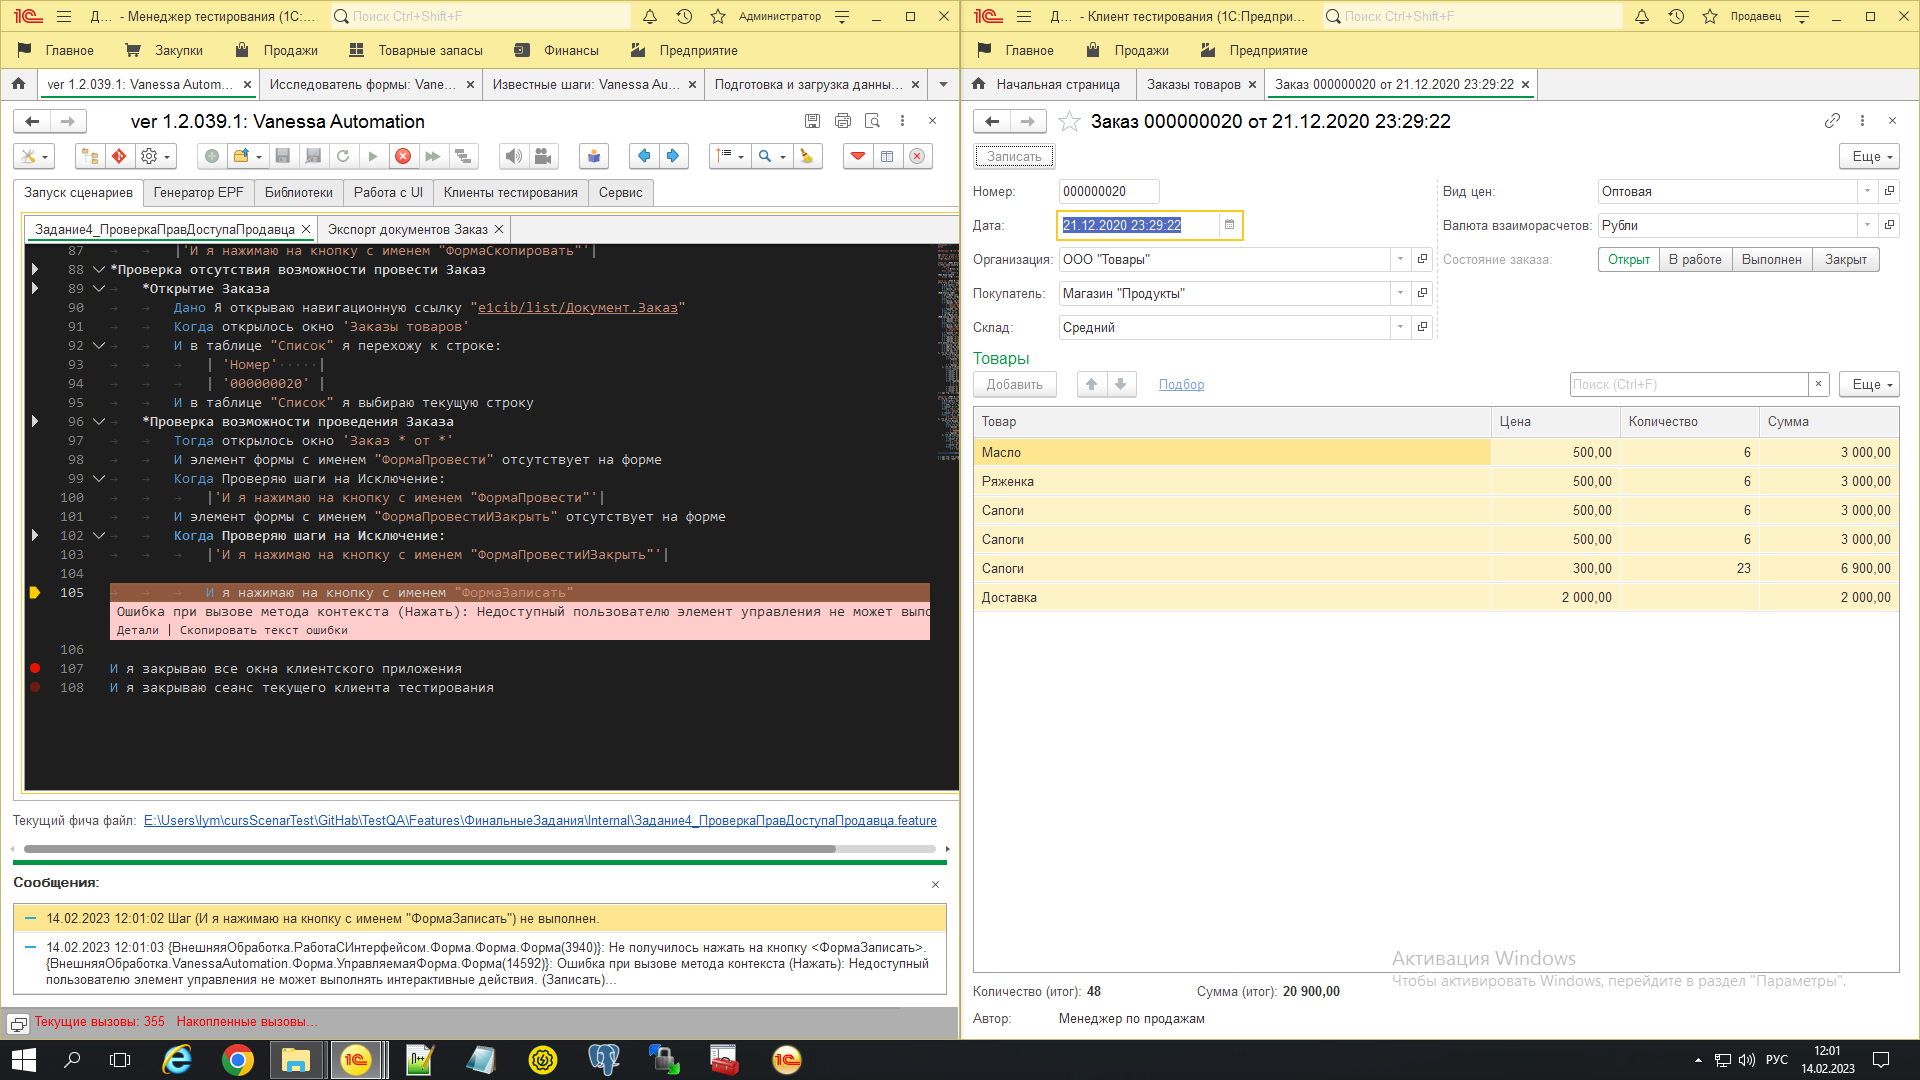 Д... - Менеджер тестирования (1С:...
Поиск Ctrl+Shift+F
Администратор
Главное
Закупки
Продажи
Товарные запасы
Финансы
Предприятие
ver 1.2.039.1: Vanessa Autom...
Исследователь формы: Vane...
Известные шаги: Vanessa Au...
Подготовка и загрузка данны...
ver 1.2.039.1: Vanessa Automation
Запуск сценариев
Генератор EPF
Библиотеки
Работа с UI
Клиенты тестирования
Сервис
Задание4_ПроверкаПравДоступаПродавца
Экспорт документов Заказ
87 |'И я нажимаю на кнопку с именем "ФормаСкопировать"'|
88 *Проверка отсутствия возможности провести Заказ
89 *Открытие Заказа
90 Дано Я открываю навигационную ссылку "e1cib/list/Документ.Заказ"
91 Когда открылось окно 'Заказы товаров'
92 И в таблице "Список" я перехожу к строке:
93 | 'Номер' |
94 | '000000020' |
95 И в таблице "Список" я выбираю текущую строку
96 *Проверка возможности проведения Заказа
97 Тогда открылось окно 'Заказ * от *'
98 И элемент формы с именем "ФормаПровести" отсутствует на форме
99 Когда Проверяю шаги на Исключение:
100 |'И я нажимаю на кнопку с именем "ФормаПровести"'|
101 И элемент формы с именем "ФормаПровестиИЗакрыть" отсутствует на форме
102 Когда Проверяю шаги на Исключение:
103 |'И я нажимаю на кнопку с именем "ФормаПровестиИЗакрыть"'|
104
105 И я нажимаю на кнопку с именем "ФормаЗаписать"
Ошибка при вызове метода контекста (Нажать): Недоступный пользователю элемент управления не может выпо
Детали | Скопировать текст ошибки
106
107 И я закрываю все окна клиентского приложения
108 И я закрываю сеанс текущего клиента тестирования
Текущий фича файл: E:\Users\lym\cursScenarTest\GitHab\TestQA\Features\ФинальныеЗадания\Internal\Задание4_ПроверкаПравДоступаПродавца.feature
Сообщения:
14.02.2023 12:01:02 Шаг (И я нажимаю на кнопку с именем "ФормаЗаписать") не выполнен.
14.02.2023 12:01:03 {ВнешняяОбработка.РаботаСИнтерфейсом.Форма.Форма.Форма(3940)}: Не получилось нажать на кнопку <ФормаЗаписать>.
{ВнешняяОбработка.VanessaAutomation.Форма.УправляемаяФорма.Форма(14592)}: Ошибка при вызове метода контекста (Нажать): Недоступный
пользователю элемент управления не может выполнять интерактивные действия. (Записать)...
Текущие вызовы: 355 Накопленные вызовы...
Д... - Клиент тестирования (1С:Предпри...
Поиск Ctrl+Shift+F
Продавец
Главное
Продажи
Предприятие
Начальная страница
Заказы товаров
Заказ 000000020 от 21.12.2020 23:29:22
Заказ 000000020 от 21.12.2020 23:29:22
Записать
Еще
Номер: 000000020
Вид цен: Оптовая
Дата: 21.12.2020 23:29:22
Валюта взаиморасчетов: Рубли
Организация: ООО "Товары"
Состояние заказа: Открыт В работе Выполнен Закрыт
Покупатель: Магазин "Продукты"
Склад: Средний
Товары
Добавить
Подбор
Поиск (Ctrl+F)
Еще
Товар Цена Количество Сумма
Масло 500,00 6 3 000,00
Ряженка 500,00 6 3 000,00
Сапоги 500,00 6 3 000,00
Сапоги 500,00 6 3 000,00
Сапоги 300,00 23 6 900,00
Доставка 2 000,00 2 000,00
Активация Windows
Чтобы активировать Windows, перейдите в раздел "Параметры".
Количество (итог): 48 Сумма (итог): 20 900,00
Автор: Менеджер по продажам
РУС
12:01
14.02.2023